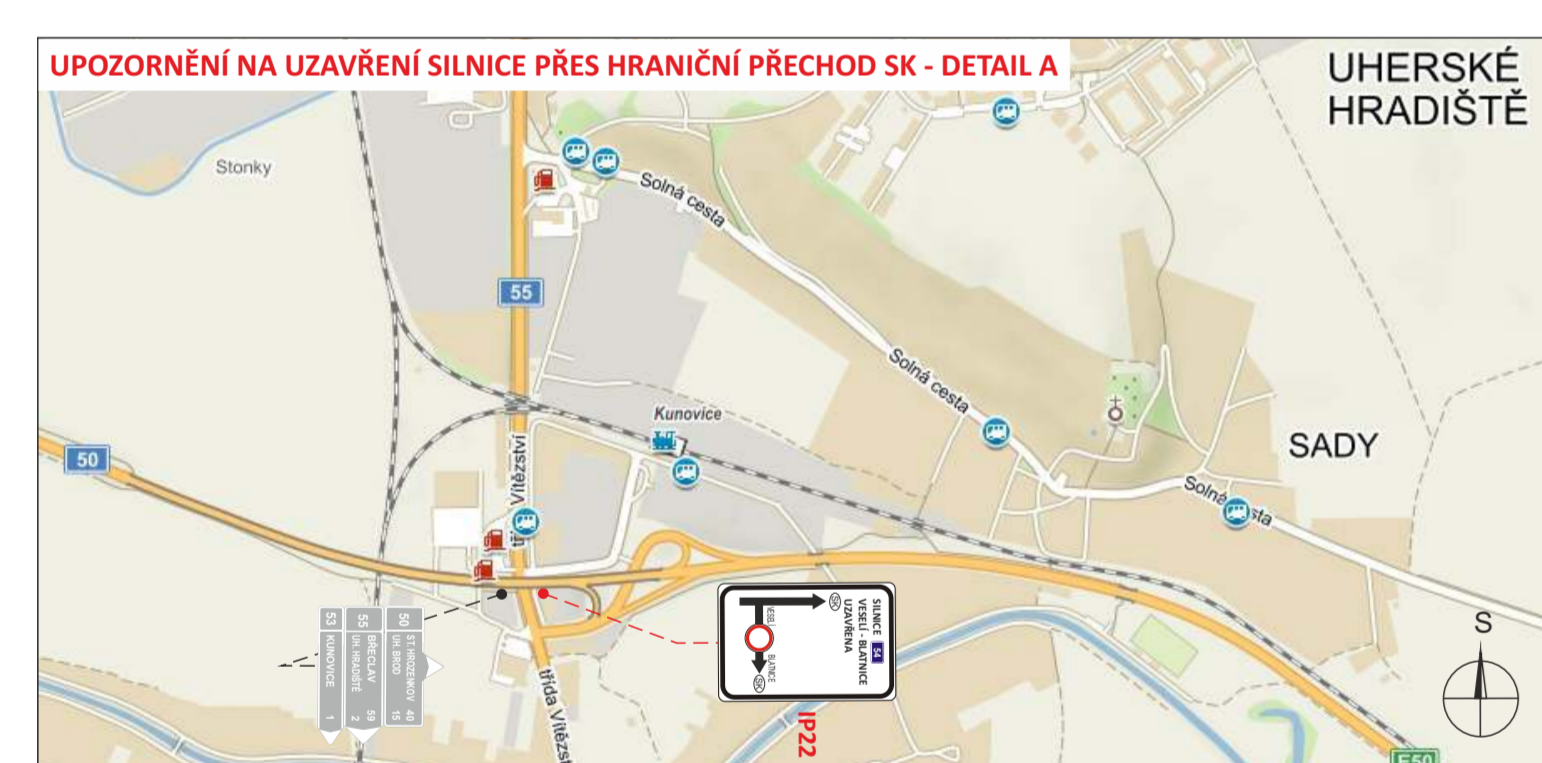 UPOZORNĚNÍ NA UZAVŘENÍ SILNICE PŘES HRANIČNÍ PŘECHOD SK - DETAIL A
UHERSKÉ
HRADIŠTĚ
Stonky
Solná cesta
55
Solná cesta
Kunovice
SADY
50
třída Vítězství
Solná cesta
53 KUNOVICE 1
55 BŘECLAV 59
UH. HRADIŠTĚ 2
50 ST. HROZENKOV 40
UH. BROD 15
SILNICE 54
VESELÍ - BLATNICE
UZAVŘENA
SK
VESELÍ
BLATNICE
SK
IP22
S
třída Vítězst
E50